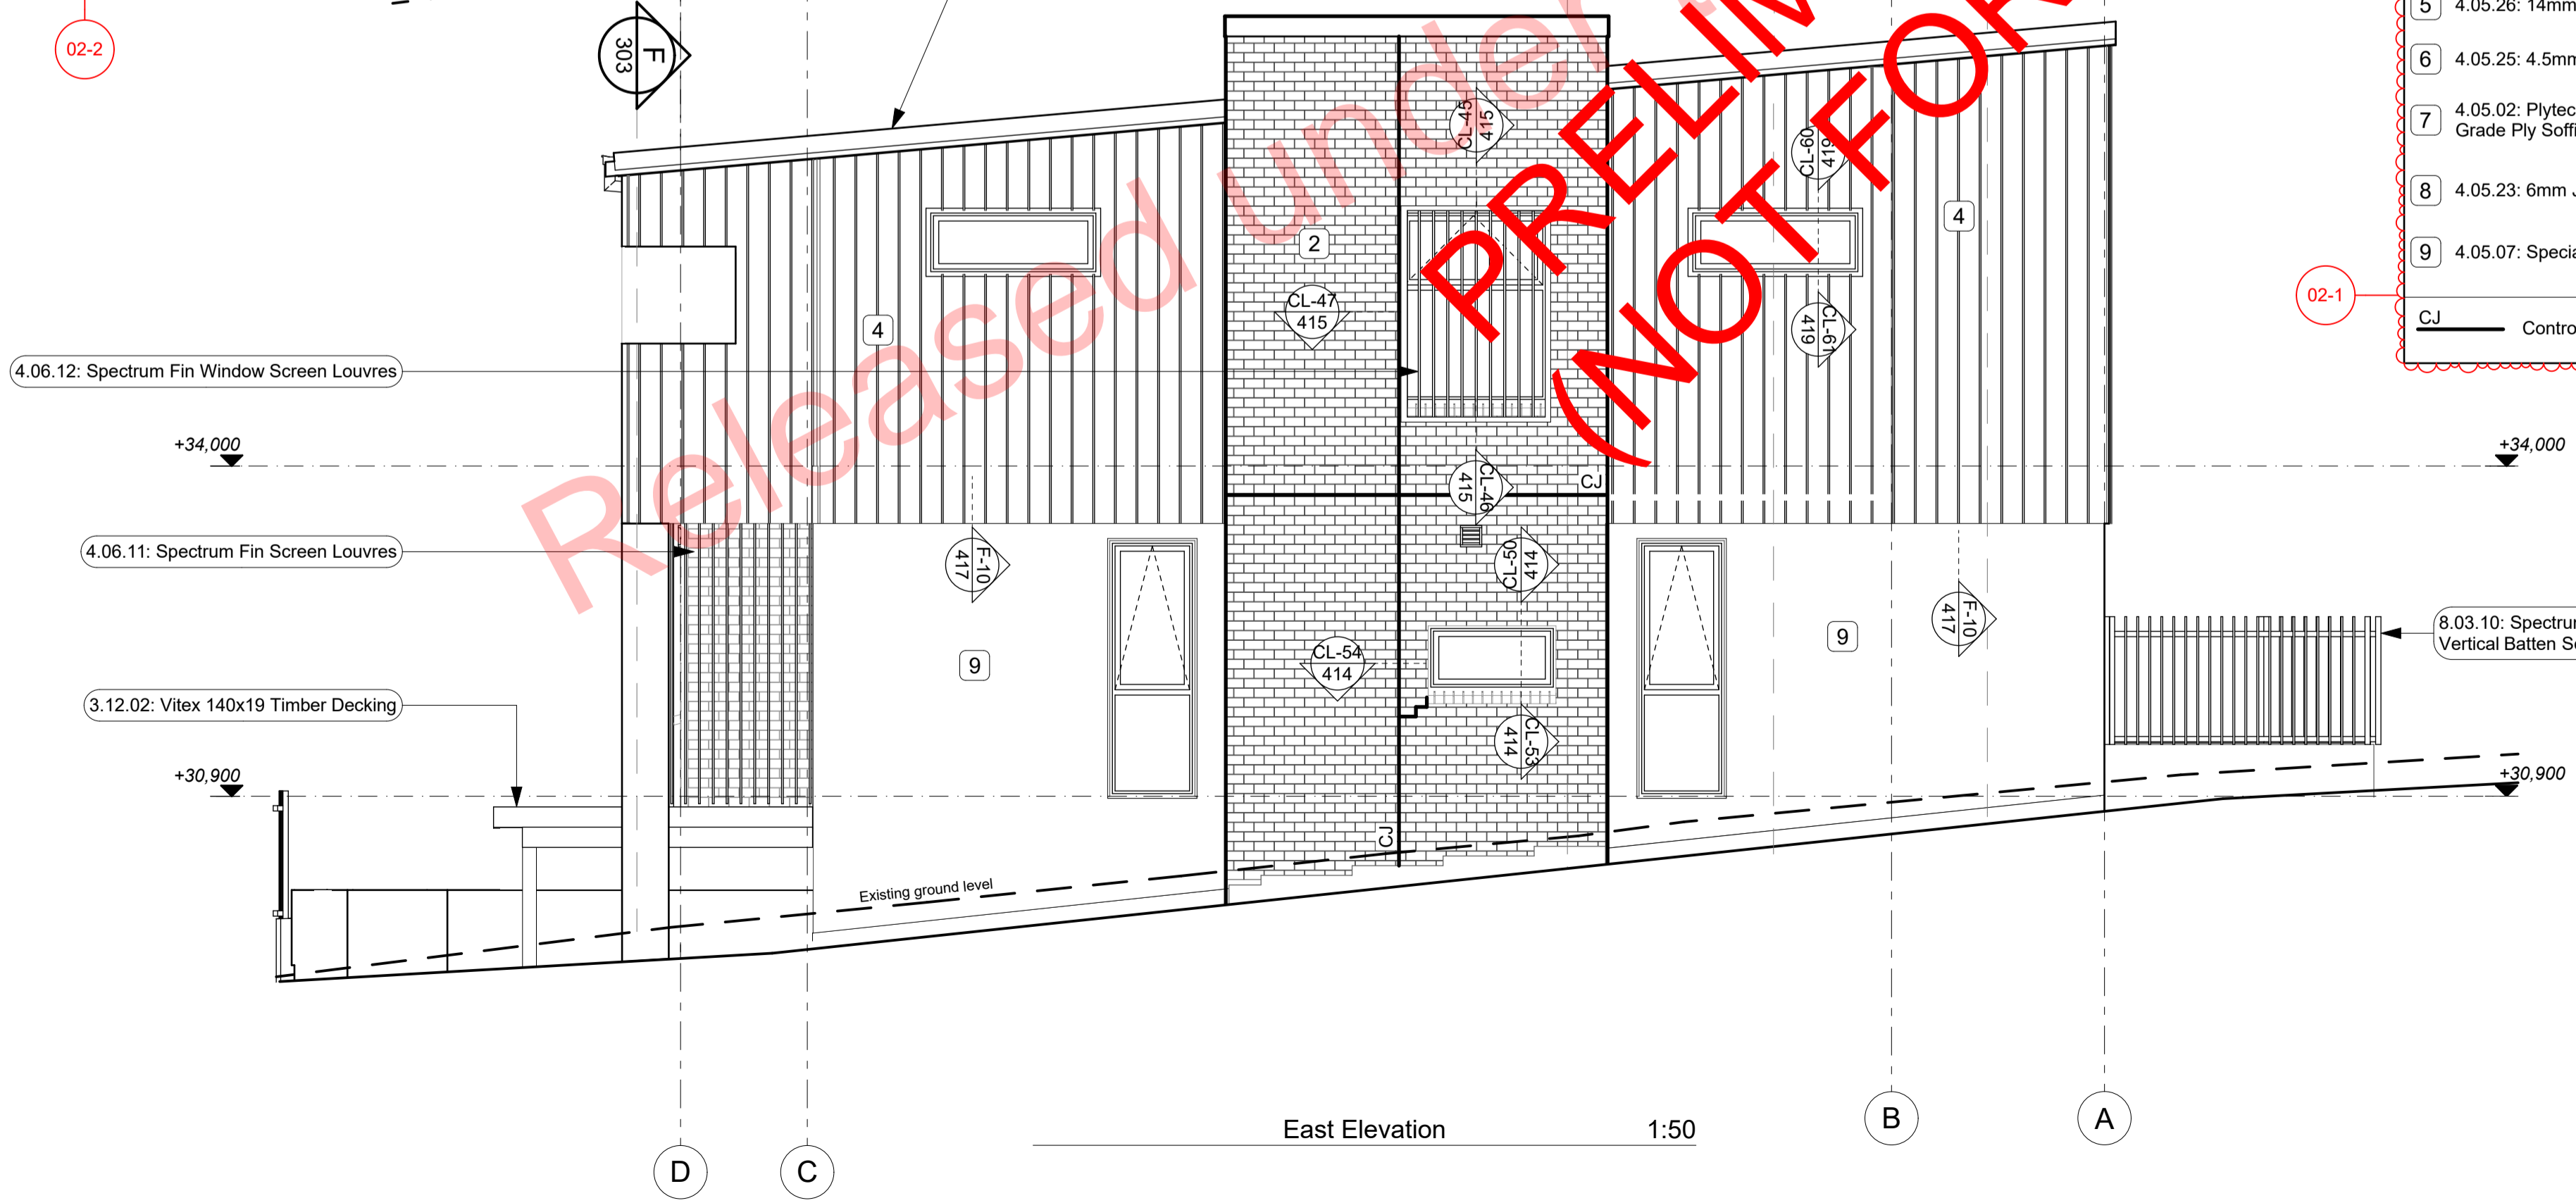 02-2
F
303
5
4.05.26: 14mm
6
4.05.25: 4.5mm
7
4.05.02: Plytec
Grade Ply Soffi
8
4.05.23: 6mm
9
4.05.07: Specia
02-1
CJ
Contro
Released under
PRELIM
(NOT FOR
CL-45
415
CL-60
419
2
4
CL-47
415
4
CL-61
419
4.06.12: Spectrum Fin Window Screen Louvres
+34,000
+34,000
CL-46
415
CJ
4.06.11: Spectrum Fin Screen Louvres
F-10
417
CL-50
414
F-10
417
9
9
CL-54
414
8.03.10: Spectrum
Vertical Batten
3.12.02: Vitex 140x19 Timber Decking
CL-53
414
+30,900
+30,900
CJ
Existing ground level
East Elevation 1:50
D
C
B
A